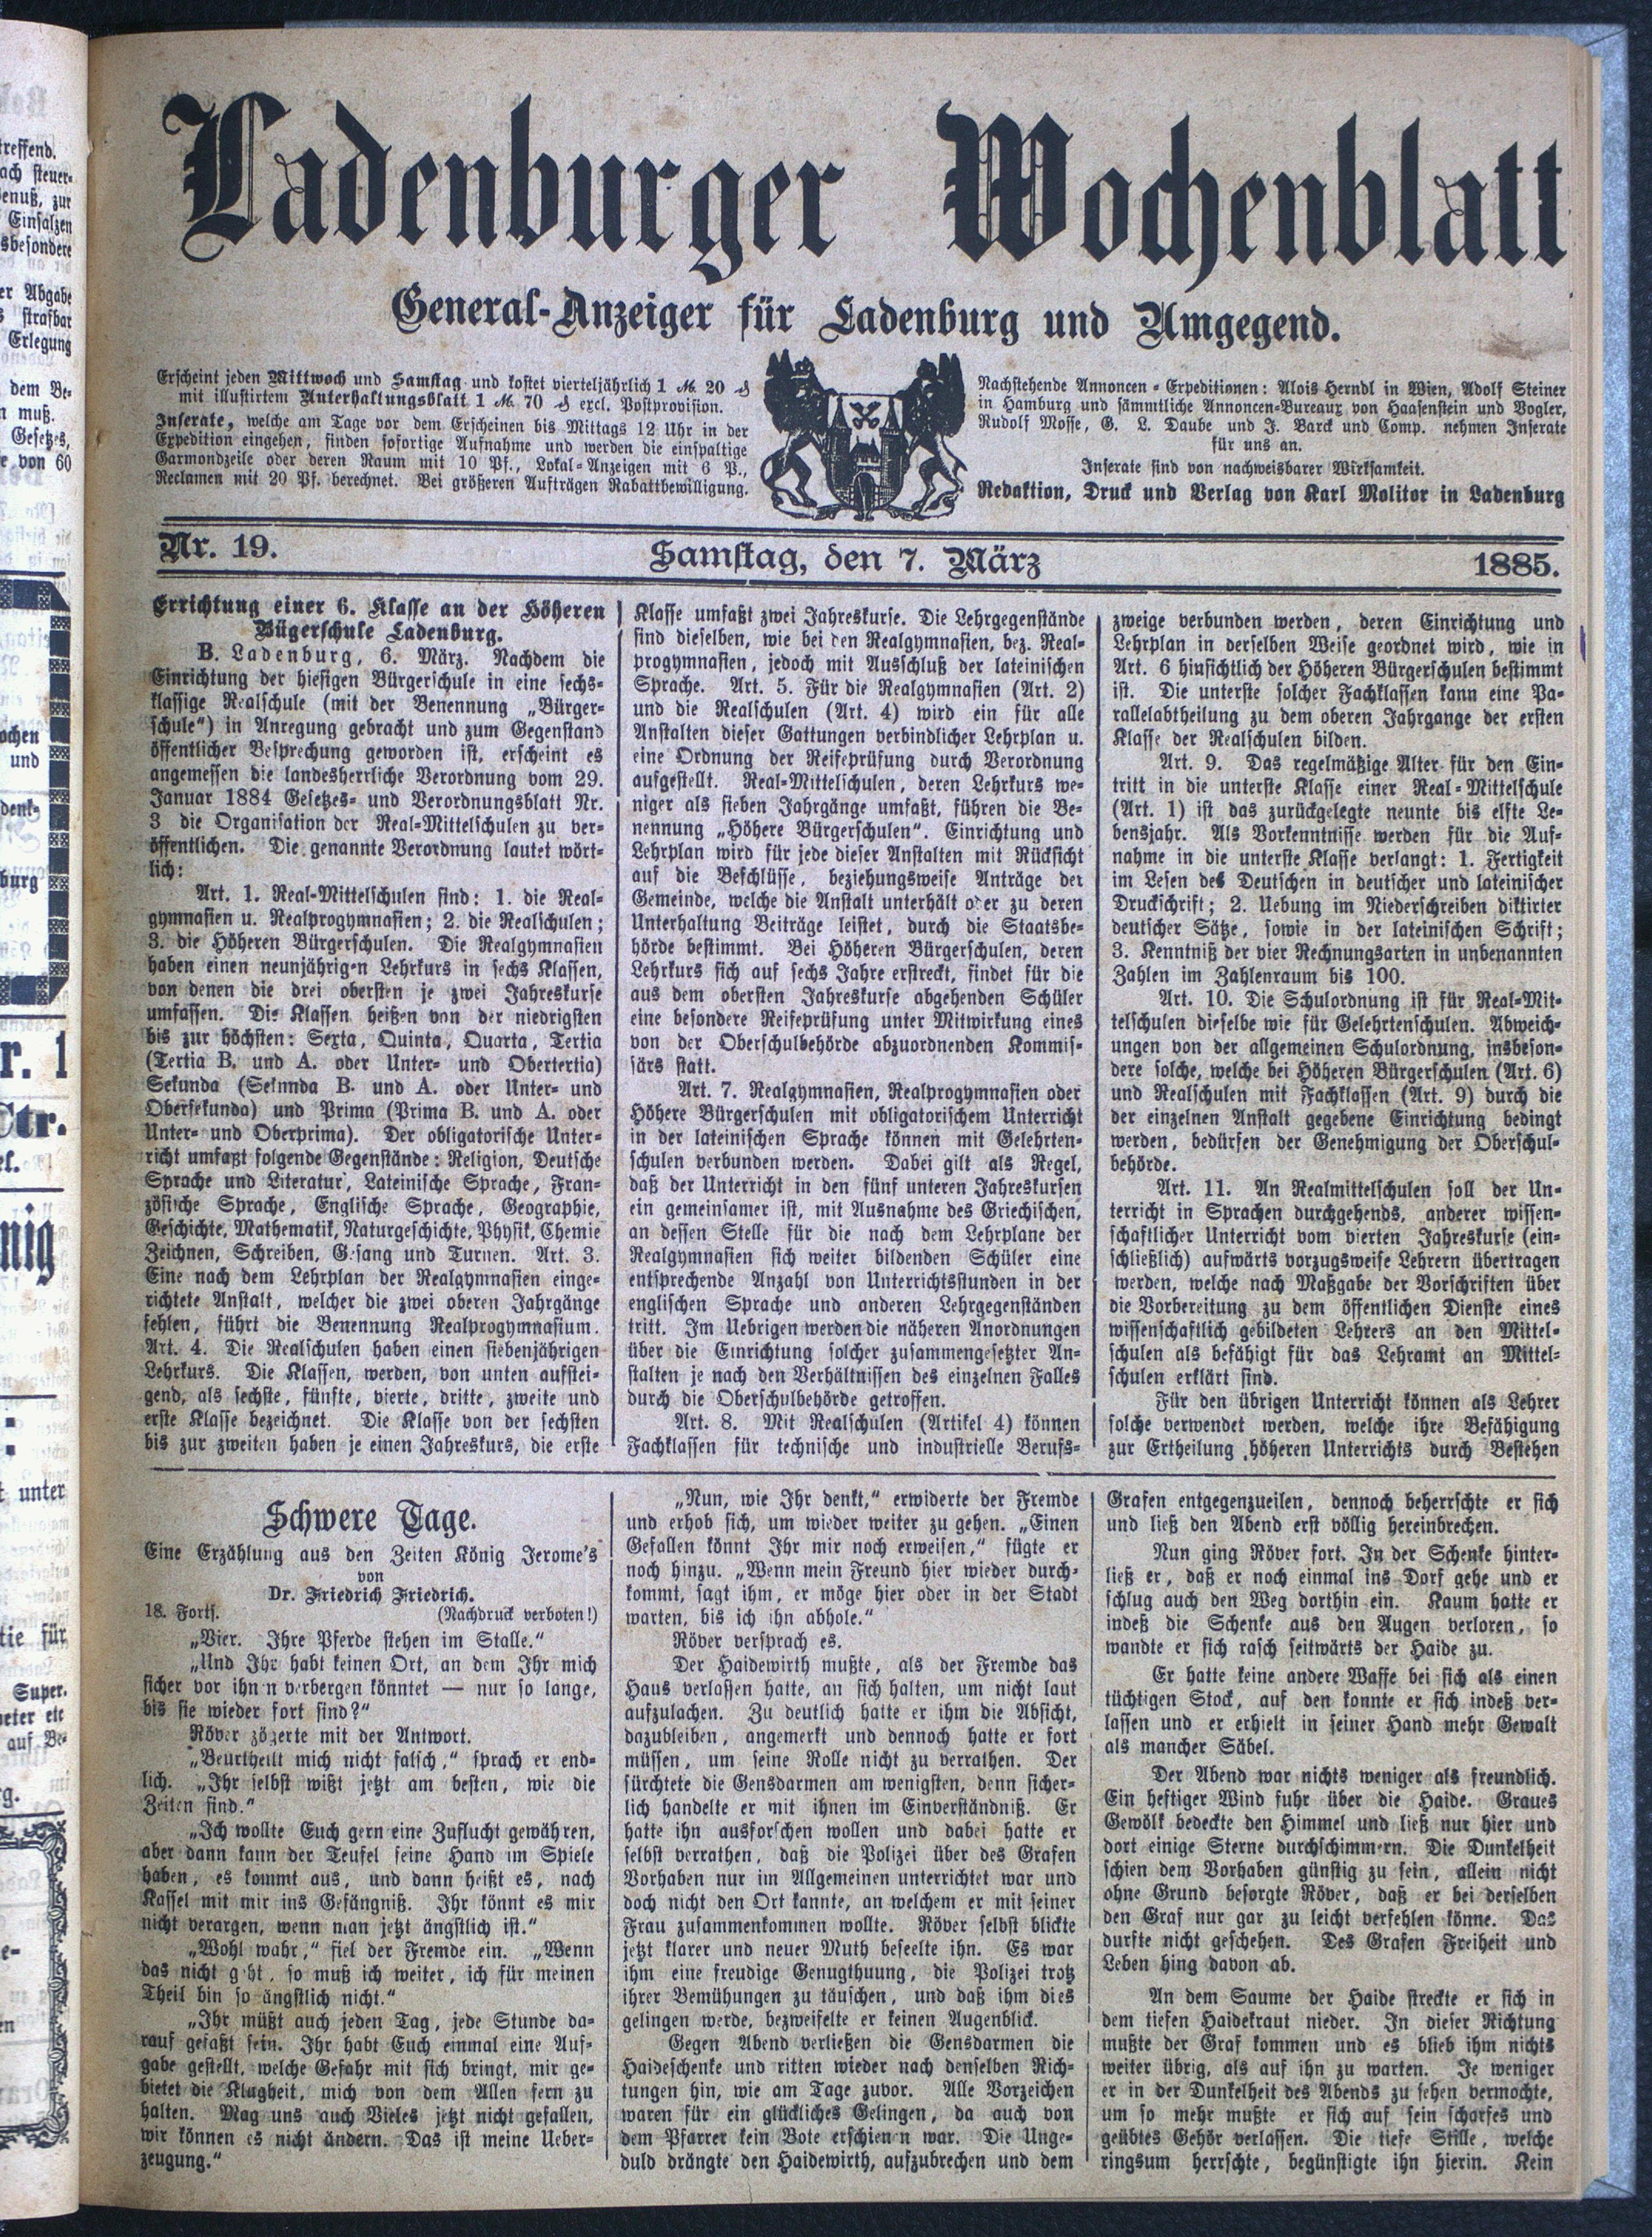 Ladenburger Wochenblatt
General-Anzeiger für Ladenburg und Umgegend.
Erscheint jeden Mittwoch und Samstag und kostet vierteljährlich 1 M. 20 ₰
mit illustirtem Unterhaltungsblatt 1 M. 70 ₰ excl. Postprovision.
Inserate, welche am Tage vor dem Erscheinen bis Mittags 12 Uhr in der
Expedition eingehen, finden sofortige Aufnahme und werden die einspaltige
Garmondzeile oder deren Raum mit 10 Pf., Lokal-Anzeigen mit 6 P.,
Reclamen mit 20 Pf. berechnet. Bei größeren Aufträgen Rabattbewilligung.
Nachstehende Annoncen-Expeditionen: Alois Herndl in Wien, Adolf Steiner
in Hamburg und sämmtliche Annoncen-Bureaux von Haasenstein und Vogler,
Rudolf Mosse, G. L. Daube und J. Barck und Comp. nehmen Inserate
für uns an.
Inserate sind von nachweisbarer Wirksamkeit.
Redaktion, Druck und Verlag von Karl Molitor in Ladenburg
Nr. 19.
Samstag, den 7. März
1885.
Errichtung einer 6. Klasse an der Höheren
Bügerschule Ladenburg.
B. Ladenburg, 6. März. Nachdem die
Einrichtung der hiesigen Bürgerschule in eine sechs-
klassige Realschule (mit der Benennung „Bürger-
schule“) in Anregung gebracht und zum Gegenstand
öffentlicher Besprechung geworden ist, erscheint es
angemessen die landesherrliche Verordnung vom 29.
Januar 1884 Gesetzes- und Verordnungsblatt Nr.
3 die Organisation der Real-Mittelschulen zu ver-
öffentlichen. Die genannte Verordnung lautet wört-
lich:
Art. 1. Real-Mittelschulen sind: 1. die Real-
gymnasien u. Realprogymnasien; 2. die Realschulen;
3. die Höheren Bürgerschulen. Die Realgymnasien
haben einen neunjährigen Lehrkurs in sechs Klassen,
von denen die drei obersten je zwei Jahreskurse
umfassen. Die Klassen heißen von der niedrigsten
bis zur höchsten: Sexta, Quinta, Quarta, Tertia
(Tertia B. und A. oder Unter- und Obertertia)
Sekunda (Sekunda B. und A. oder Unter- und
Obersekunda) und Prima (Prima B. und A. oder
Unter- und Oberprima). Der obligatorische Unter-
richt umfaßt folgende Gegenstände: Religion, Deutsche
Sprache und Literatur, Lateinische Sprache, Fran-
zösische Sprache, Englische Sprache, Geographie,
Geschichte, Mathematik, Naturgeschichte, Physik, Chemie
Zeichnen, Schreiben, Gesang und Turnen. Art. 3.
Eine nach dem Lehrplan der Realgymnasien einge-
richtete Anstalt, welcher die zwei oberen Jahrgänge
fehlen, führt die Benennung Realprogymnasium.
Art. 4. Die Realschulen haben einen siebenjährigen
Lehrkurs. Die Klassen, werden, von unten aufstei-
gend, als sechste, fünfte, vierte, dritte, zweite und
erste Klasse bezeichnet. Die Klasse von der sechsten
bis zur zweiten haben je einen Jahreskurs, die erste
Klasse umfaßt zwei Jahreskurse. Die Lehrgegenstände
sind dieselben, wie bei den Realgymnasien, bez. Real-
progymnasien, jedoch mit Ausschluß der lateinischen
Sprache. Art. 5. Für die Realgymnasien (Art. 2)
und die Realschulen (Art. 4) wird ein für alle
Anstalten dieser Gattungen verbindlicher Lehrplan u.
eine Ordnung der Reifeprüfung durch Verordnung
aufgestellt. Real-Mittelschulen, deren Lehrkurs we-
niger als sieben Jahrgänge umfaßt, führen die Be-
nennung „Höhere Bürgerschulen“. Einrichtung und
Lehrplan wird für jede dieser Anstalten mit Rücksicht
auf die Beschlüsse, beziehungsweise Anträge der
Gemeinde, welche die Anstalt unterhält oder zu deren
Unterhaltung Beiträge leistet, durch die Staatsbe-
hörde bestimmt. Bei Höheren Bürgerschulen, deren
Lehrkurs sich auf sechs Jahre erstreckt, findet für die
aus dem obersten Jahreskurse abgehenden Schüler
eine besondere Reifeprüfung unter Mitwirkung eines
von der Oberschulbehörde abzuordnenden Kommis-
särs statt.
Art. 7. Realgymnasien, Realprogymnasien oder
Höhere Bürgerschulen mit obligatorischem Unterricht
in der lateinischen Sprache können mit Gelehrten-
schulen verbunden werden. Dabei gilt als Regel,
daß der Unterricht in den fünf unteren Jahreskursen
ein gemeinsamer ist, mit Ausnahme des Griechischen,
an dessen Stelle für die nach dem Lehrplane der
Realgymnasien sich weiter bildenden Schüler eine
entsprechende Anzahl von Unterrichtsstunden in der
englischen Sprache und anderen Lehrgegenständen
tritt. Im Uebrigen werden die näheren Anordnungen
über die Einrichtung solcher zusammengesetzter An-
stalten je nach den Verhältnissen des einzelnen Falles
durch die Oberschulbehörde getroffen.
Art. 8. Mit Realschulen (Artikel 4) können
Fachklassen für technische und industrielle Berufs-
zweige verbunden werden, deren Einrichtung und
Lehrplan in derselben Weise geordnet wird, wie in
Art. 6 hinsichtlich der Höheren Bürgerschulen bestimmt
ist. Die unterste solcher Fachklassen kann eine Pa-
rallelabtheilung zu dem oberen Jahrgange der ersten
Klasse der Realschulen bilden.
Art. 9. Das regelmäßige Alter für den Ein-
tritt in die unterste Klasse einer Real-Mittelschule
(Art. 1) ist das zurückgelegte neunte bis elfte Le-
bensjahr. Als Vorkenntnisse werden für die Auf-
nahme in die unterste Klasse verlangt: 1. Fertigkeit
im Lesen des Deutschen in deutscher und lateinischer
Druckschrift; 2. Uebung im Niederschreiben diktirter
deutscher Sätze, sowie in der lateinischen Schrift;
3. Kenntniß der vier Rechnungsarten in unbenannten
Zahlen im Zahlenraum bis 100.
Art. 10. Die Schulordnung ist für Real-Mit-
telschulen dieselbe wie für Gelehrtenschulen. Abweich-
ungen von der allgemeinen Schulordnung, insbeson-
dere solche, welche bei Höheren Bürgerschulen (Art. 6)
und Realschulen mit Fachklassen (Art. 9) durch die
der einzelnen Anstalt gegebene Einrichtung bedingt
werden, bedürfen der Genehmigung der Oberschul-
behörde.
Art. 11. An Realmittelschulen soll der Un-
terricht in Sprachen durchgehends, anderer wissen-
schaftlicher Unterricht vom vierten Jahreskurse (ein-
schließlich) aufwärts vorzugsweise Lehrern übertragen
werden, welche nach Maßgabe der Vorschriften über
die Vorbereitung zu dem öffentlichen Dienste eines
wissenschaftlich gebildeten Lehrers an den Mittel-
schulen als befähigt für das Lehramt an Mittel-
schulen erklärt sind.
Für den übrigen Unterricht können als Lehrer
solche verwendet werden, welche ihre Befähigung
zur Ertheilung höheren Unterrichts durch Bestehen
Schwere Tage.
Eine Erzählung aus den Zeiten König Jerome's
von
Dr. Friedrich Friedrich.
18. Forts. (Nachdruck verboten!)
„Vier. Ihre Pferde stehen im Stalle.“
„Und Ihr habt keinen Ort, an dem Ihr mich
sicher vor ihnen verbergen könntet — nur so lange,
bis sie wieder fort sind?“
Röver zögerte mit der Antwort.
„Beurtheilt mich nicht falsch,“ sprach er end-
lich. „Ihr selbst wißt jetzt am besten, wie die
Zeiten sind.“
„Ich wollte Euch gern eine Zuflucht gewähren,
aber dann kann der Teufel seine Hand im Spiele
haben, es kommt aus, und dann heißt es, nach
Kassel mit mir ins Gefängniß. Ihr könnt es mir
nicht verargen, wenn man jetzt ängstlich ist.“
„Wohl wahr,“ fiel der Fremde ein. „Wenn
das nicht g ht, so muß ich weiter, ich für meinen
Theil bin so ängstlich nicht.“
„Ihr müßt auch jeden Tag, jede Stunde da-
rauf gefaßt sein. Ihr habt Euch einmal eine Auf-
gabe gestellt, welche Gefahr mit sich bringt, mir ge-
bietet die Klugheit, mich von dem Allen fern zu
halten. Mag uns auch Vieles jetzt nicht gefallen,
wir können es nicht ändern. Das ist meine Ueber-
zeugung.“
„Nun, wie Ihr denkt,“ erwiderte der Fremde
und erhob sich, um wieder weiter zu gehen. „Einen
Gefallen könnt Ihr mir noch erweisen,“ fügte er
noch hinzu. „Wenn mein Freund hier wieder durch-
kommt, sagt ihm, er möge hier oder in der Stadt
warten, bis ich ihn abhole.“
Röver versprach es.
Der Haidewirth mußte, als der Fremde das
Haus verlassen hatte, an sich halten, um nicht laut
aufzulachen. Zu deutlich hatte er ihm die Absicht,
dazubleiben, angemerkt und dennoch hatte er fort
müssen, um seine Rolle nicht zu verrathen. Der
fürchtete die Gensdarmen am wenigsten, denn sicher-
lich handelte er mit ihnen im Einverständniß. Er
hatte ihn ausforschen wollen und dabei hatte er
selbst verrathen, daß die Polizei über des Grafen
Vorhaben nur im Allgemeinen unterrichtet war und
doch nicht den Ort kannte, an welchem er mit seiner
Frau zusammenkommen wollte. Röver selbst blickte
jetzt klarer und neuer Muth beseelte ihn. Es war
ihm eine freudige Genugthuung, die Polizei trotz
ihrer Bemühungen zu täuschen, und daß ihm dies
gelingen werde, bezweifelte er keinen Augenblick.
Gegen Abend verließen die Gensdarmen die
Haideschenke und ritten wieder nach denselben Rich-
tungen hin, wie am Tage zuvor. Alle Vorzeichen
waren für ein glückliches Gelingen, da auch von
dem Pfarrer kein Bote erschien n war. Die Unge-
duld drängte den Haidewirth, aufzubrechen und dem
Grafen entgegenzueilen, dennoch beherrschte er sich
und ließ den Abend erst völlig hereinbrechen.
Nun ging Röver fort. In der Schenke hinter-
ließ er, daß er noch einmal ins Dorf gehe und er
schlug auch den Weg dorthin ein. Kaum hatte er
indeß die Schenke aus den Augen verloren, so
wandte er sich rasch seitwärts der Haide zu.
Er hatte keine andere Waffe bei sich als einen
tüchtigen Stock, auf den konnte er sich indeß ver-
lassen und er erhielt in seiner Hand mehr Gewalt
als mancher Säbel.
Der Abend war nichts weniger als freundlich.
Ein heftiger Wind fuhr über die Haide. Graues
Gewölk bedeckte den Himmel und ließ nur hier und
dort einige Sterne durchschimmern. Die Dunkelheit
schien dem Vorhaben günstig zu sein, allein nicht
ohne Grund besorgte Röver, daß er bei derselben
den Graf nur gar zu leicht verfehlen könne. Das
durfte nicht geschehen. Des Grafen Freiheit und
Leben hing davon ab.
An dem Saume der Haide streckte er sich in
dem tiefen Haidekraut nieder. In dieser Richtung
mußte der Graf kommen und es blieb ihm nichts
weiter übrig, als auf ihn zu warten. Je weniger
er in der Dunkelheit des Abends zu sehen vermochte,
um so mehr mußte er sich auf sein scharfes und
geübtes Gehör verlassen. Die tiefe Stille, welche
ringsum herrschte, begünstigte ihn hierin. Kein